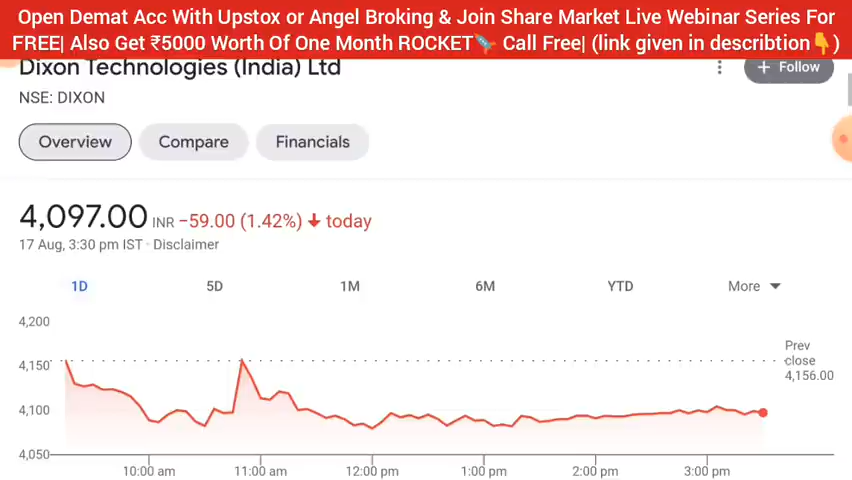 Open Demat Acc With Upstox or Angel Broking & Join Share Market Live Webinar Series For
FREE| Also Get ₹5000 Worth Of One Month ROCKET🚀 Call Free| (link given in describtion👇)
Dixon Technologies (India) Ltd
+ Follow
NSE: DIXON
Overview Compare Financials
4,097.00 INR −59.00 (1.42%) ↓ today
17 Aug, 3:30 pm IST · Disclaimer
1D 5D 1M 6M YTD More
4,200
4,150
4,100
4,050
Prev
close
4,156.00
10:00 am 11:00 am 12:00 pm 1:00 pm 2:00 pm 3:00 pm